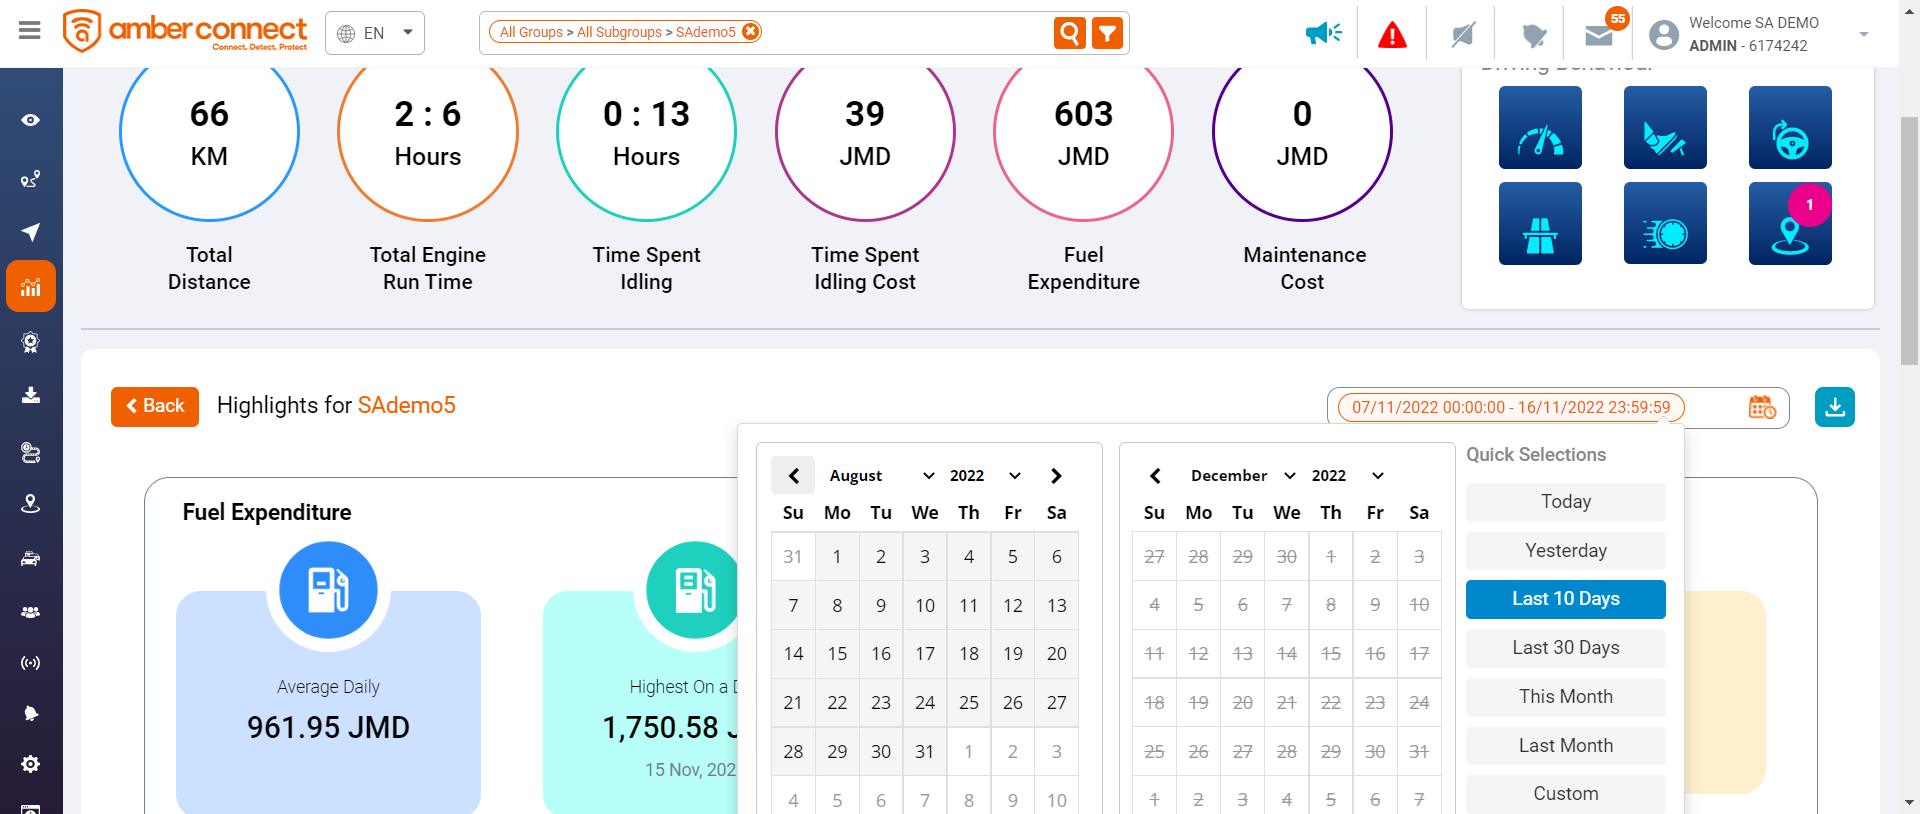 amber connect
Connect. Detect. Protect
EN
All Groups > All Subgroups > SAdemo5
55
Welcome SA DEMO
ADMIN - 6174242
Driving Behaviour
66
KM
Total
Distance
2 : 6
Hours
Total Engine
Run Time
0 : 13
Hours
Time Spent
Idling
39
JMD
Time Spent
Idling Cost
603
JMD
Fuel
Expenditure
0
JMD
Maintenance
Cost
1
Back
Highlights for SAdemo5
07/11/2022 00:00:00 - 16/11/2022 23:59:59
Fuel Expenditure
Average Daily
961.95 JMD
Highest On a D
1,750.58 J
15 Nov, 202
August 2022
Su Mo Tu We Th Fr Sa
31 1 2 3 4 5 6
7 8 9 10 11 12 13
14 15 16 17 18 19 20
21 22 23 24 25 26 27
28 29 30 31 1 2 3
4 5 6 7 8 9 10
December 2022
Su Mo Tu We Th Fr Sa
27 28 29 30 1 2 3
4 5 6 7 8 9 10
11 12 13 14 15 16 17
18 19 20 21 22 23 24
25 26 27 28 29 30 31
1 2 3 4 5 6 7
Quick Selections
Today
Yesterday
Last 10 Days
Last 30 Days
This Month
Last Month
Custom